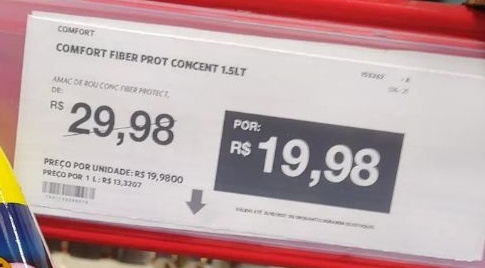 COMFORT
COMFORT FIBER PROT CONCENT 1.5LT
AMAC DE ROU CONC FIBER PROTECT,
DE:
R$ 29,98
POR:
R$ 19,98
PREÇO POR UNIDADE: R$ 19,9800
PREÇO POR 1 L: R$ 13,3207